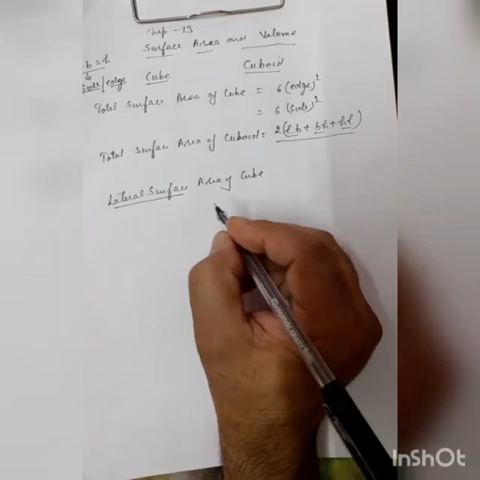 Chap - 13
Surface Area and Volume
b = h
Side/edge Cube Cuboid
Total Surface Area of Cube = 6 (edge)²
= 6 (side)²
Total Surface Area of Cuboid = 2(lb + bh + hl)
Lateral Surface Area of Cube
InShOt